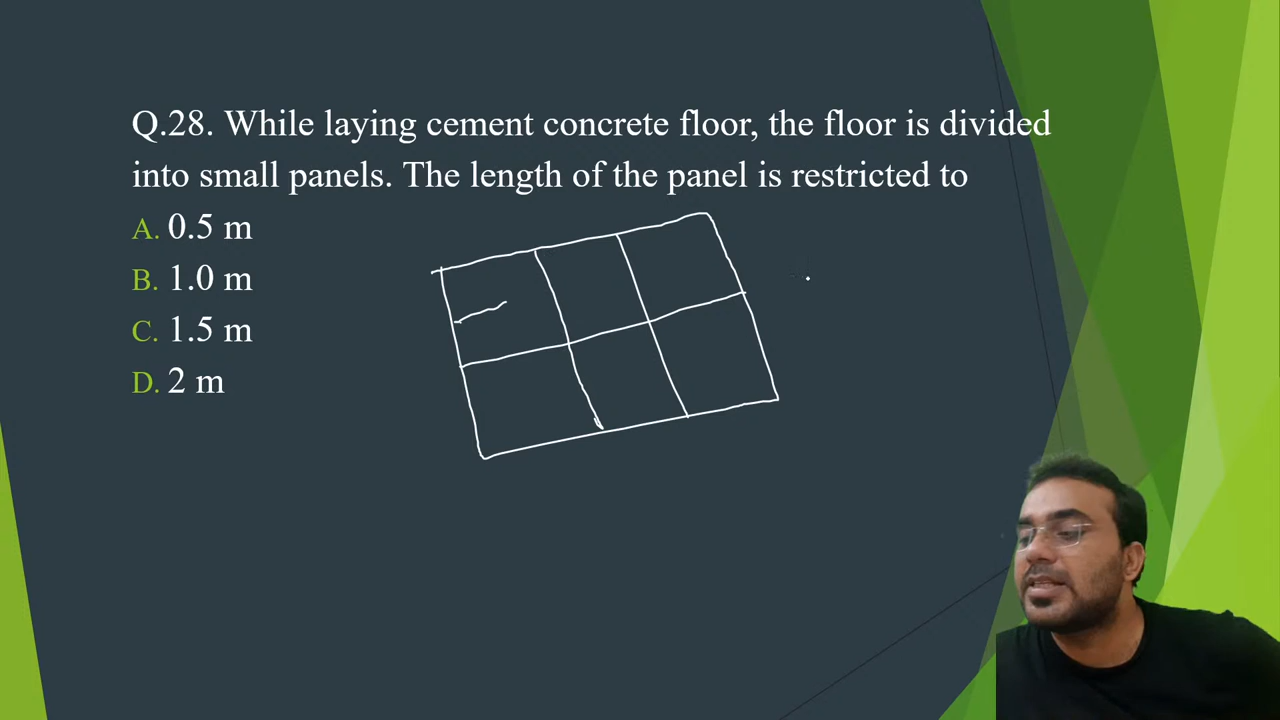 Q.28. While laying cement concrete floor, the floor is divided
into small panels. The length of the panel is restricted to
A. 0.5 m
B. 1.0 m
C. 1.5 m
D. 2 m